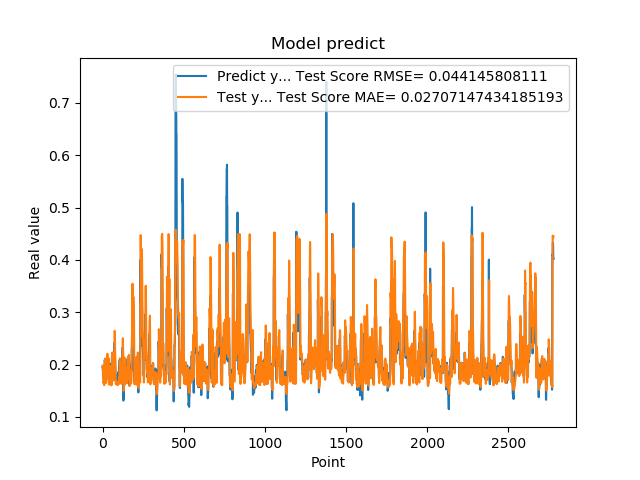 Model predict
Predict y... Test Score RMSE= 0.044145808111
Test y... Test Score MAE= 0.02707147434185193
Real value
0.7
0.6
0.5
0.4
0.3
0.2
0.1
0 500 1000 1500 2000 2500
Point